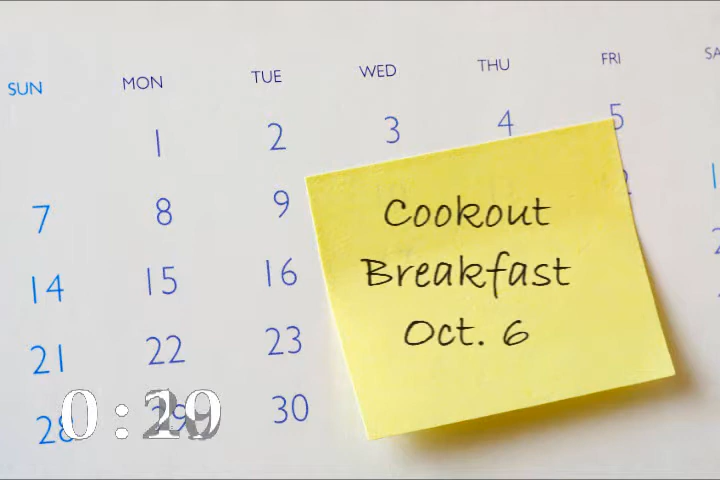 SUN MON TUE WED THU FRI
1 2 3 4 5
7 8 9
14 15 16
21 22 23
28 29 30
Cookout
Breakfast
Oct. 6